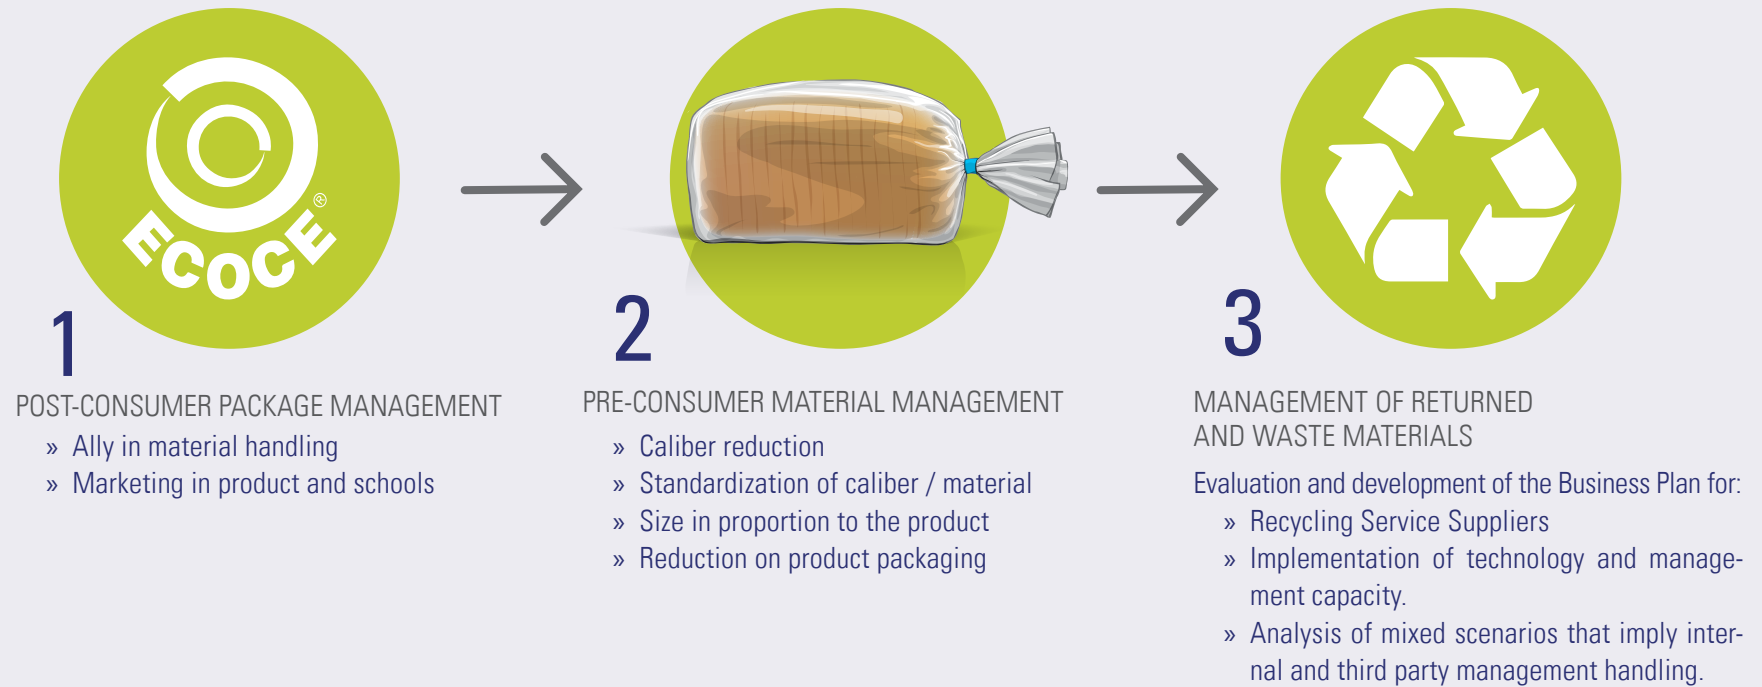 ECOCE®
1
POST-CONSUMER PACKAGE MANAGEMENT
» Ally in material handling
» Marketing in product and schools
2
PRE-CONSUMER MATERIAL MANAGEMENT
» Caliber reduction
» Standardization of caliber / material
» Size in proportion to the product
» Reduction on product packaging
3
MANAGEMENT OF RETURNED
AND WASTE MATERIALS
Evaluation and development of the Business Plan for:
» Recycling Service Suppliers
» Implementation of technology and manage-
ment capacity.
» Analysis of mixed scenarios that imply inter-
nal and third party management handling.